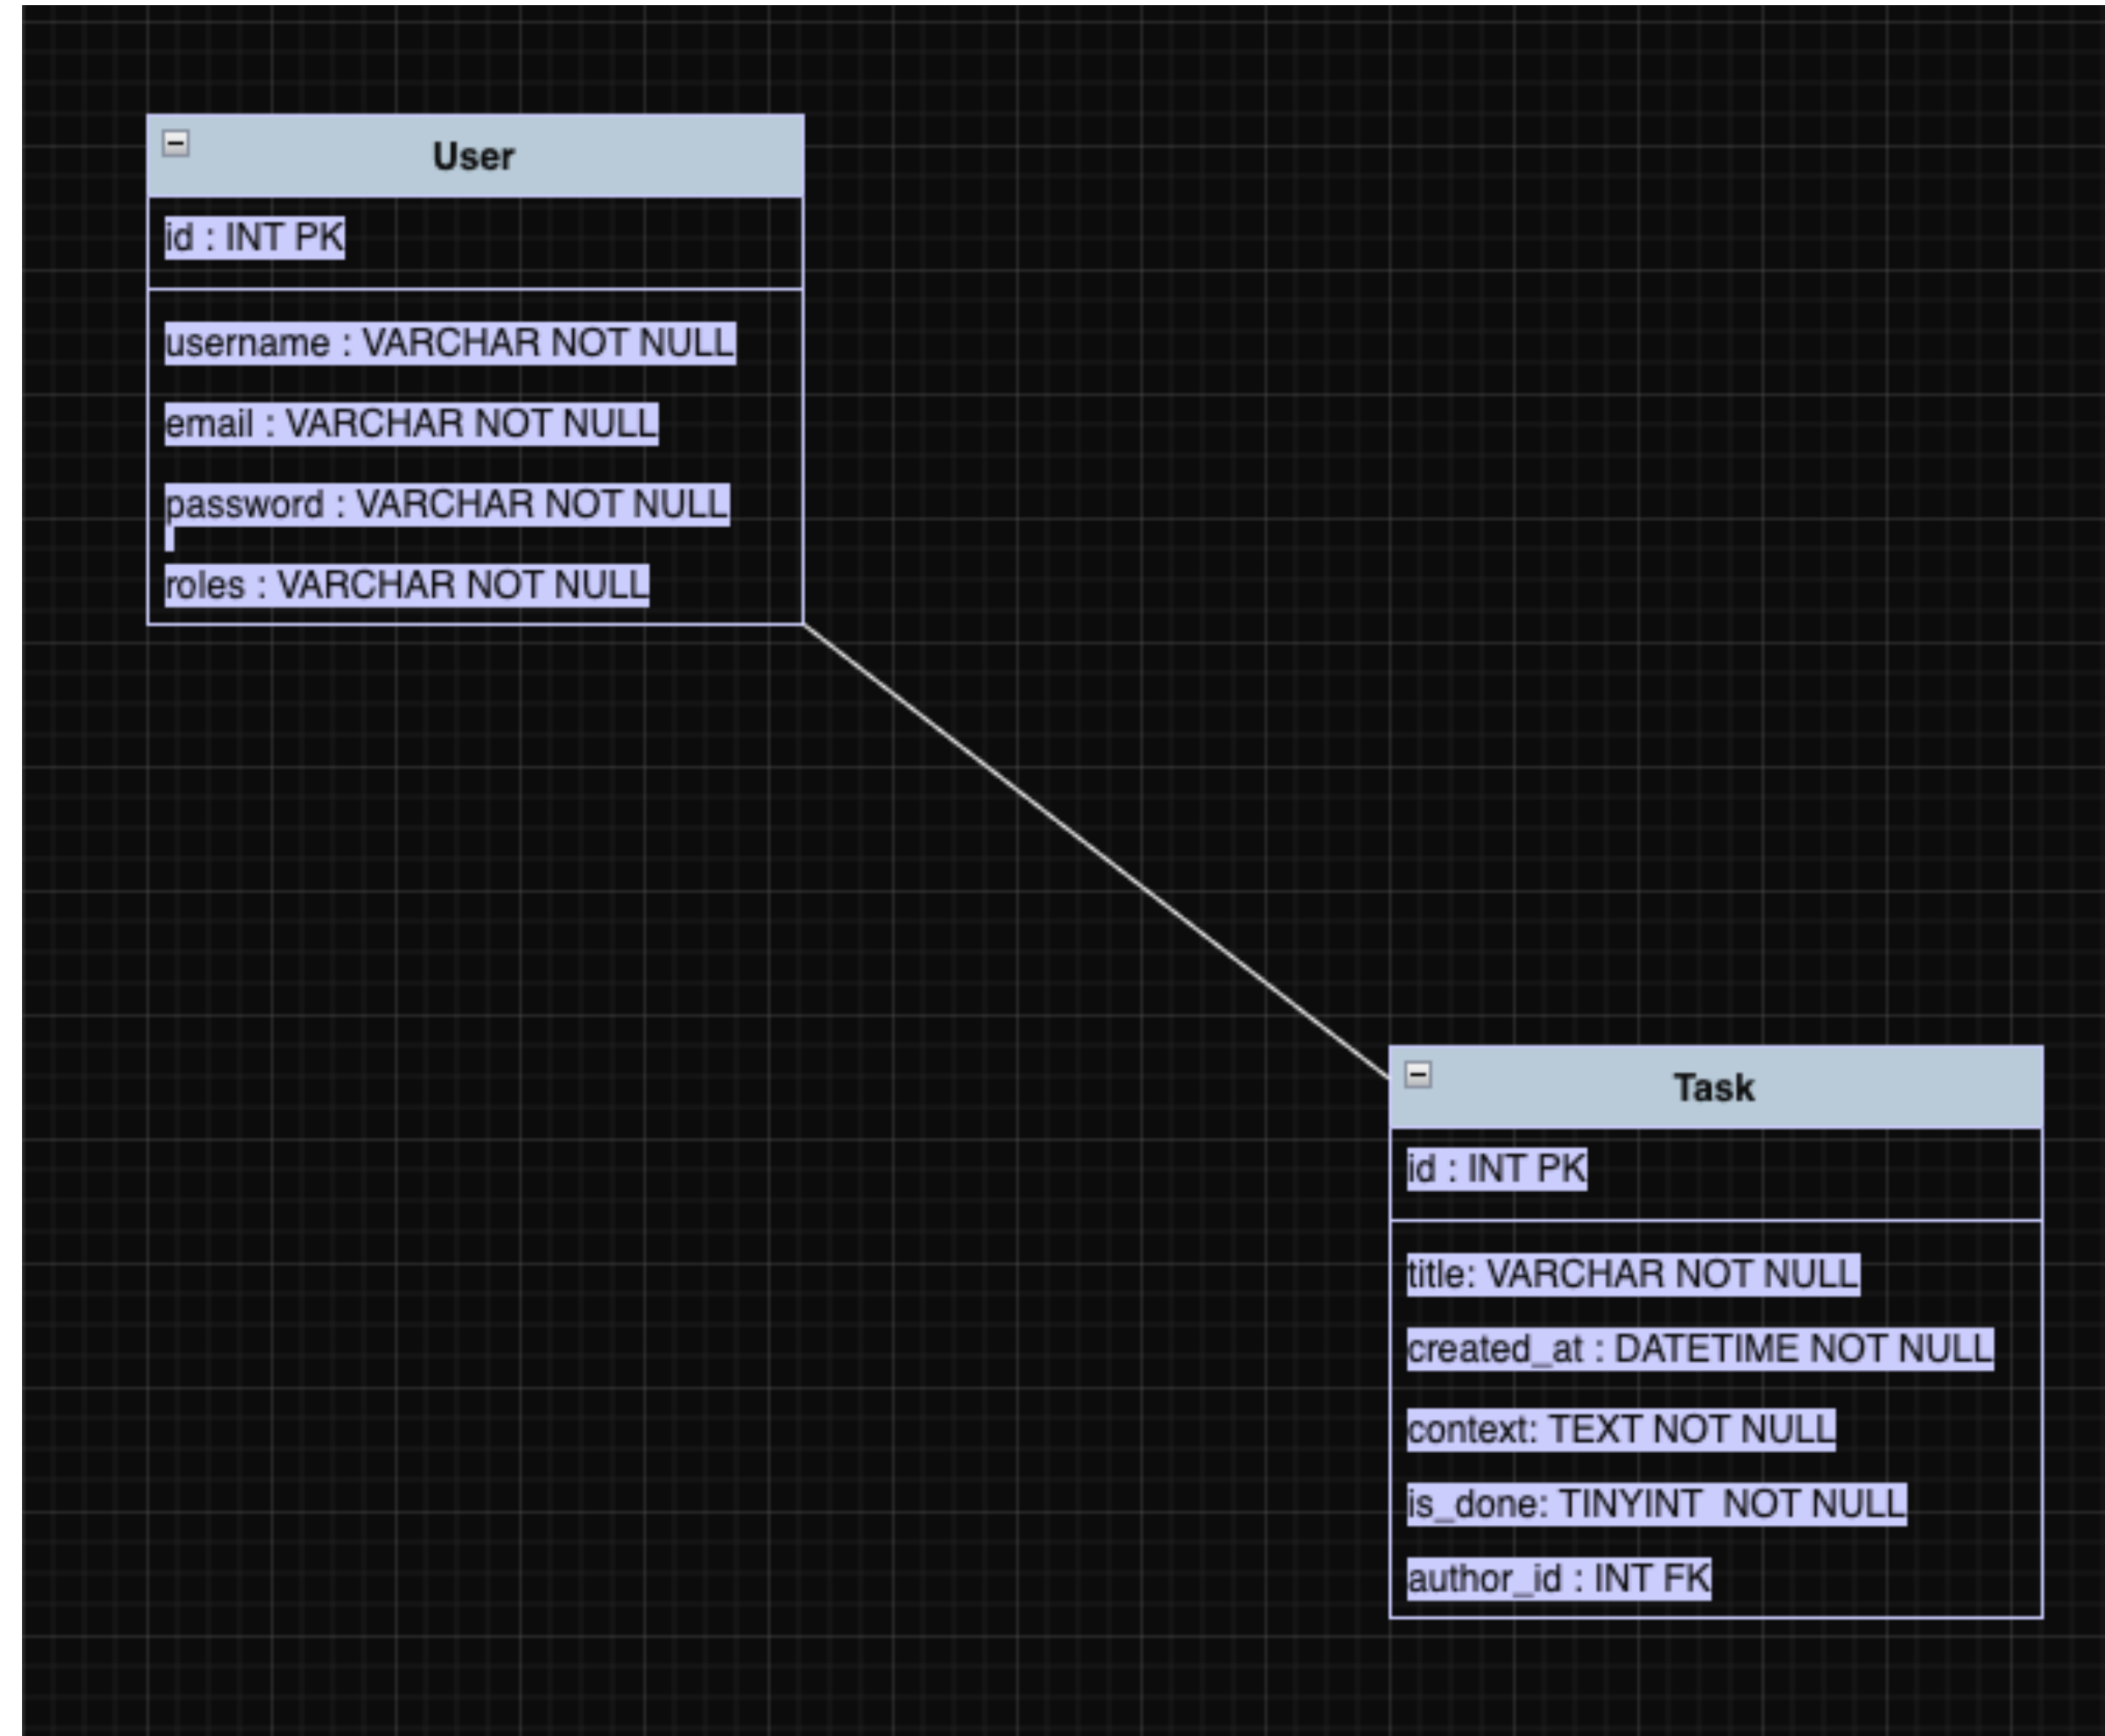 User
id : INT PK
username : VARCHAR NOT NULL
email : VARCHAR NOT NULL
password : VARCHAR NOT NULL
roles : VARCHAR NOT NULL
Task
id : INT PK
title: VARCHAR NOT NULL
created_at : DATETIME NOT NULL
context: TEXT NOT NULL
is_done: TINYINT  NOT NULL
author_id : INT FK